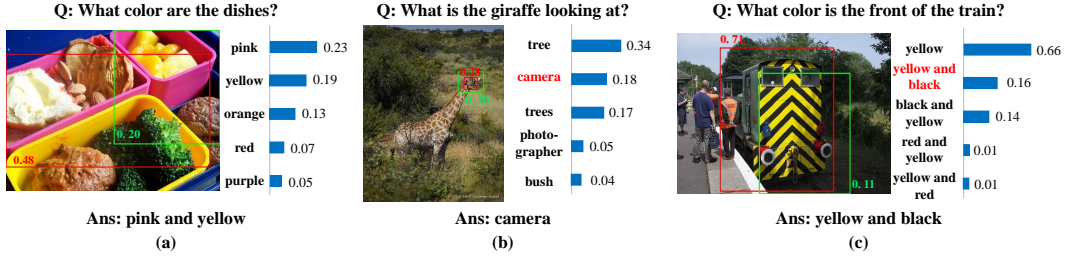 Q: What color are the dishes?
0.48
0. 20
pink 0.23
yellow 0.19
orange 0.13
red 0.07
purple 0.05
Ans: pink and yellow
(a)
Q: What is the giraffe looking at?
tree 0.34
camera 0.18
trees 0.17
photo-
grapher 0.05
bush 0.04
Ans: camera
(b)
Q: What color is the front of the train?
0.71
0. 11
yellow 0.66
yellow and
black 0.16
black and
yellow 0.14
red and
yellow 0.01
yellow and
red 0.01
Ans: yellow and black
(c)